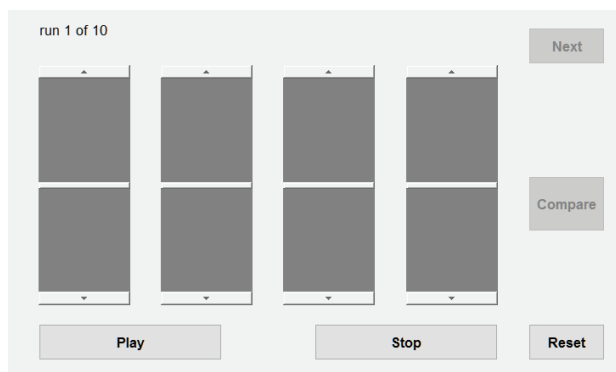 run 1 of 10
Next
Compare
Play
Stop
Reset